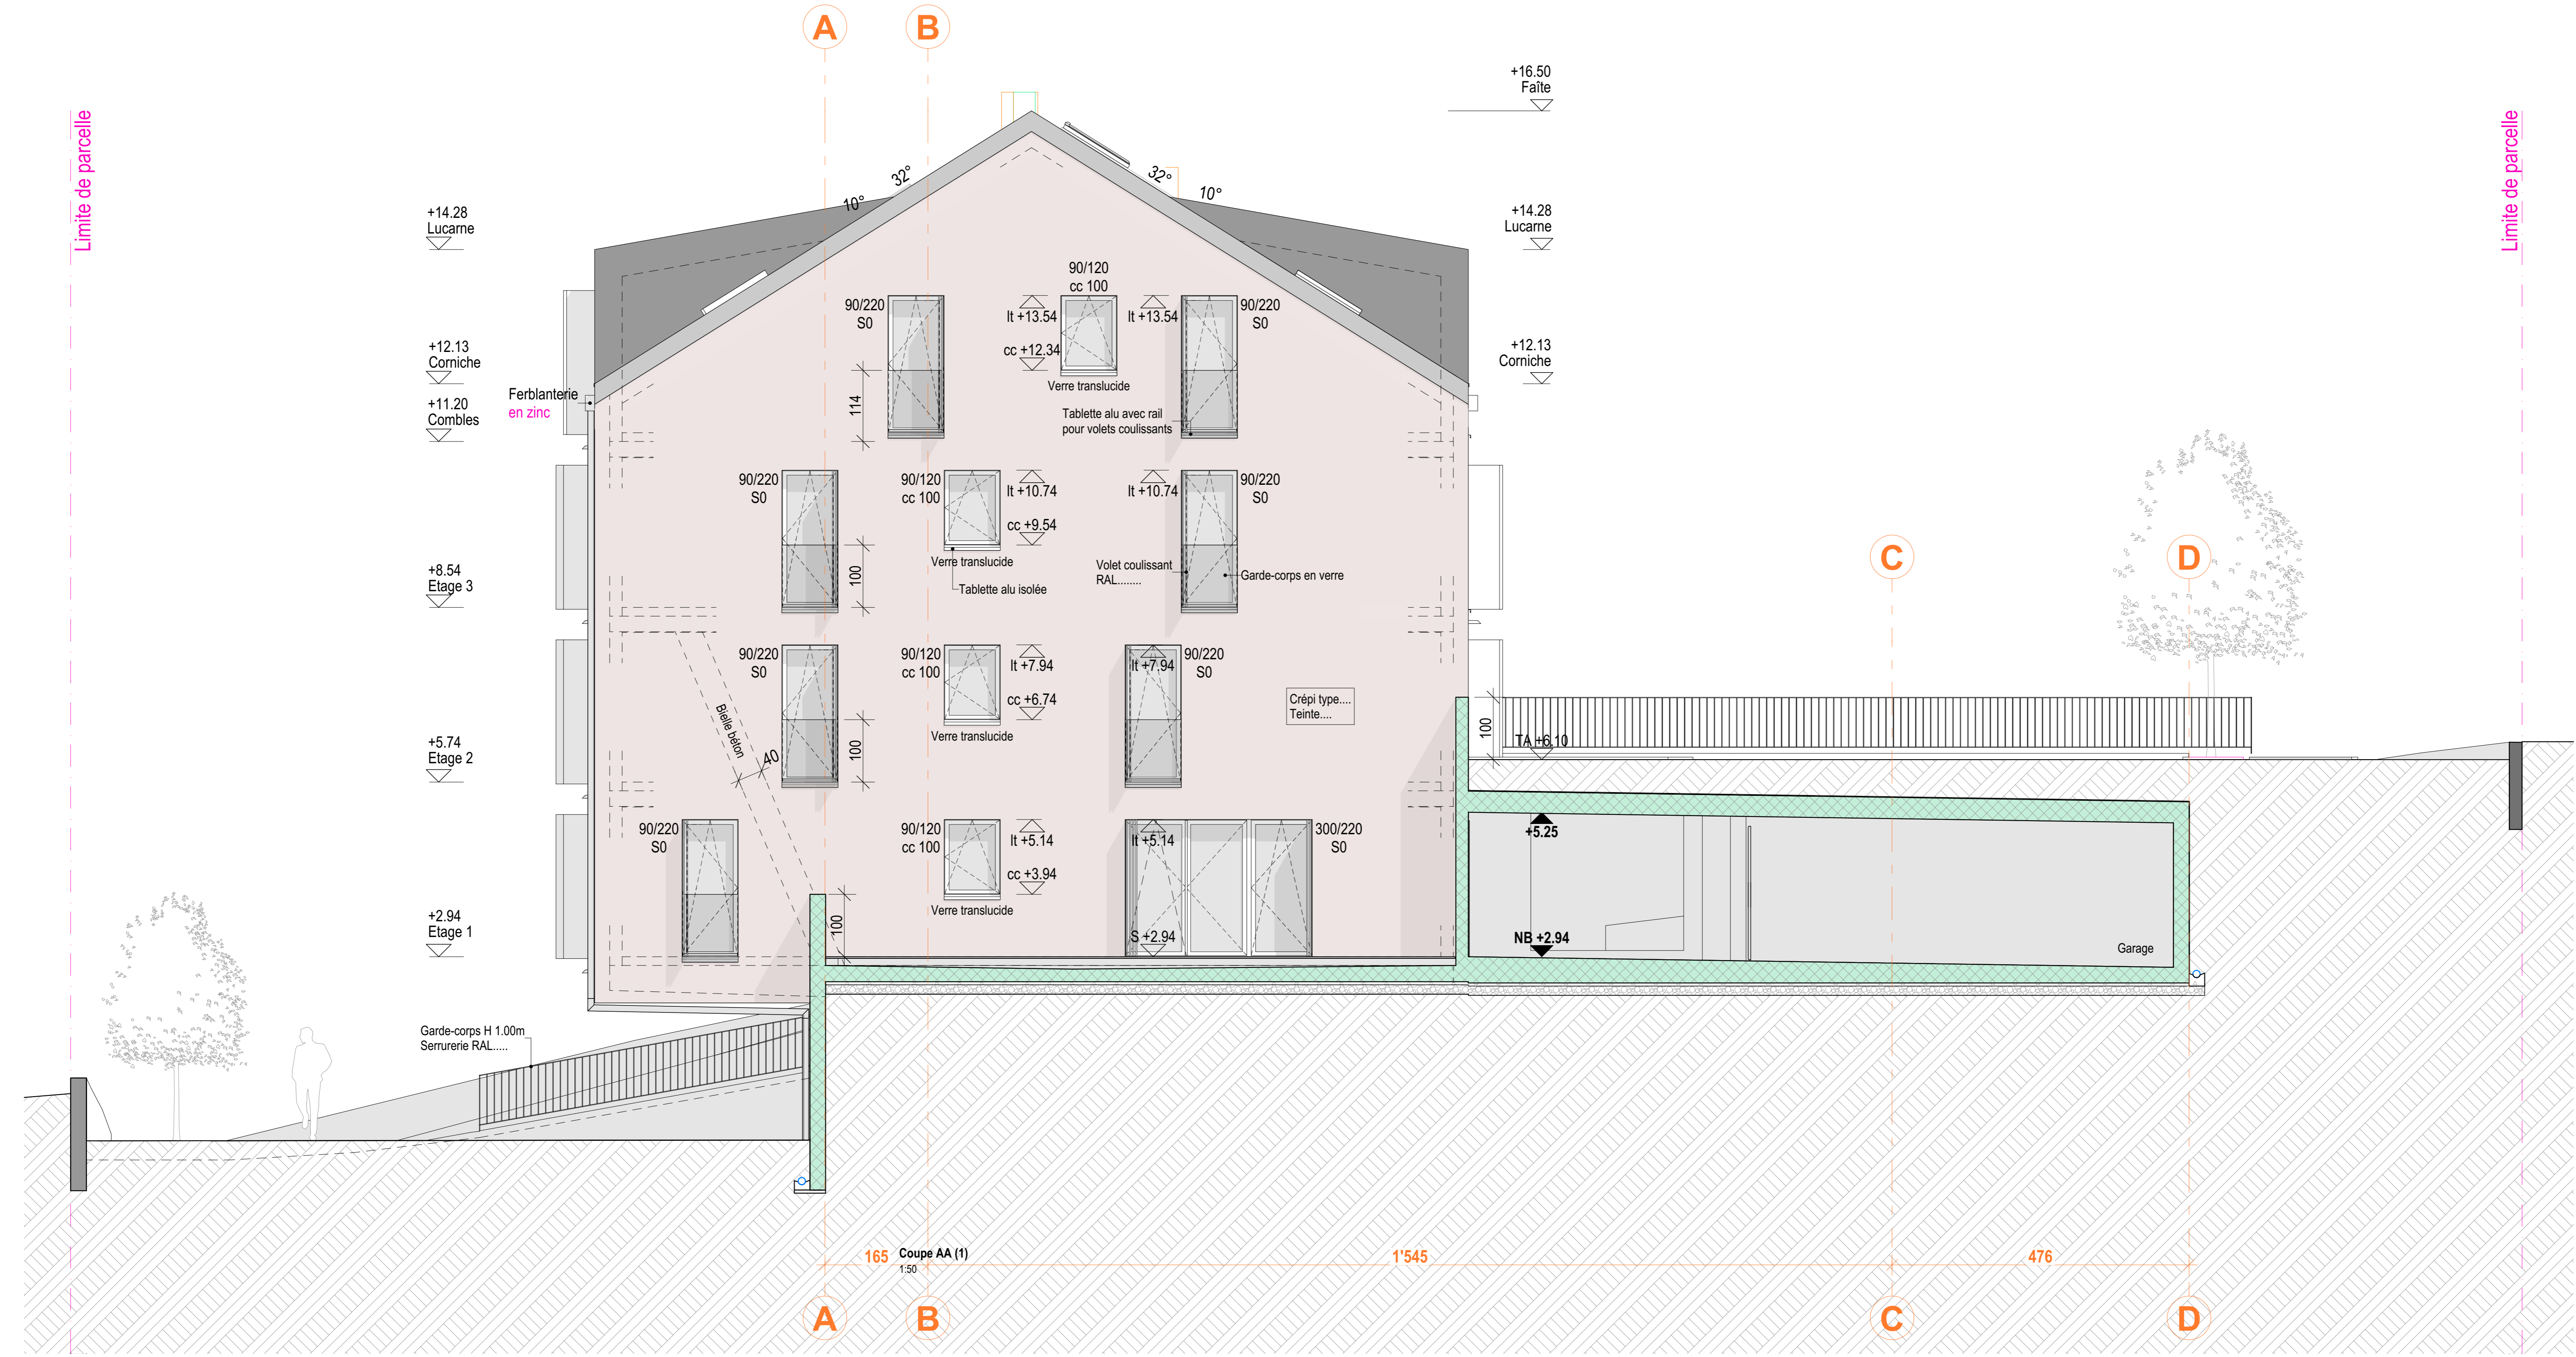 A
B
+16.50
Faîte
Limite de parcelle
Limite de parcelle
32°
10°
32°
10°
+14.28
Lucarne
+14.28
Lucarne
90/120
cc 100
90/220
S0
lt +13.54
lt +13.54
90/220
S0
+12.13
Corniche
cc +12.34
+12.13
Corniche
Verre translucide
Ferblanterie
en zinc
+11.20
Combles
114
Tablette alu avec rail
pour volets coulissants
90/220
S0
90/120
cc 100
lt +10.74
lt +10.74
90/220
S0
cc +9.54
Verre translucide
Tablette alu isolée
100
Volet coulissant
RAL........
Garde-corps en verre
C
D
+8.54
Etage 3
90/220
S0
90/120
cc 100
lt +7.94
lt +7.94
90/220
S0
cc +6.74
Verre translucide
Crépi type....
Teinte....
Bielle béton
40
100
100
TA +6.10
+5.74
Etage 2
90/220
S0
90/120
cc 100
lt +5.14
lt +5.14
300/220
S0
+5.25
cc +3.94
Verre translucide
100
+2.94
Etage 1
S +2.94
NB +2.94
Garage
Garde-corps H 1.00m
Serrurerie RAL.....
165
Coupe AA (1)
1:50
1'545
476
A
B
C
D